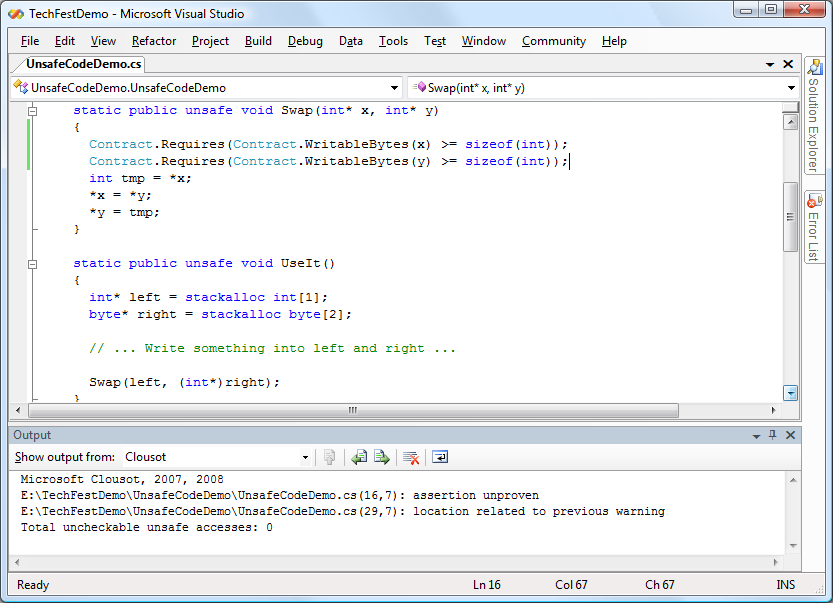 TechFestDemo - Microsoft Visual Studio
File Edit View Refactor Project Build Debug Data Tools Test Window Community Help
UnsafeCodeDemo.cs
UnsafeCodeDemo.UnsafeCodeDemo Swap(int* x, int* y)
static public unsafe void Swap(int* x, int* y)
{
Contract.Requires(Contract.WritableBytes(x) >= sizeof(int));
Contract.Requires(Contract.WritableBytes(y) >= sizeof(int));
int tmp = *x;
*x = *y;
*y = tmp;
}
static public unsafe void UseIt()
{
int* left = stackalloc int[1];
byte* right = stackalloc byte[2];
// ... Write something into left and right ...
Swap(left, (int*)right);
}
Solution Explorer
Error List
Output
Show output from: Clousot
Microsoft Clousot, 2007, 2008
E:\TechFestDemo\UnsafeCodeDemo\UnsafeCodeDemo.cs(16,7): assertion unproven
E:\TechFestDemo\UnsafeCodeDemo\UnsafeCodeDemo.cs(29,7): location related to previous warning
Total uncheckable unsafe accesses: 0
Ready Ln 16 Col 67 Ch 67 INS